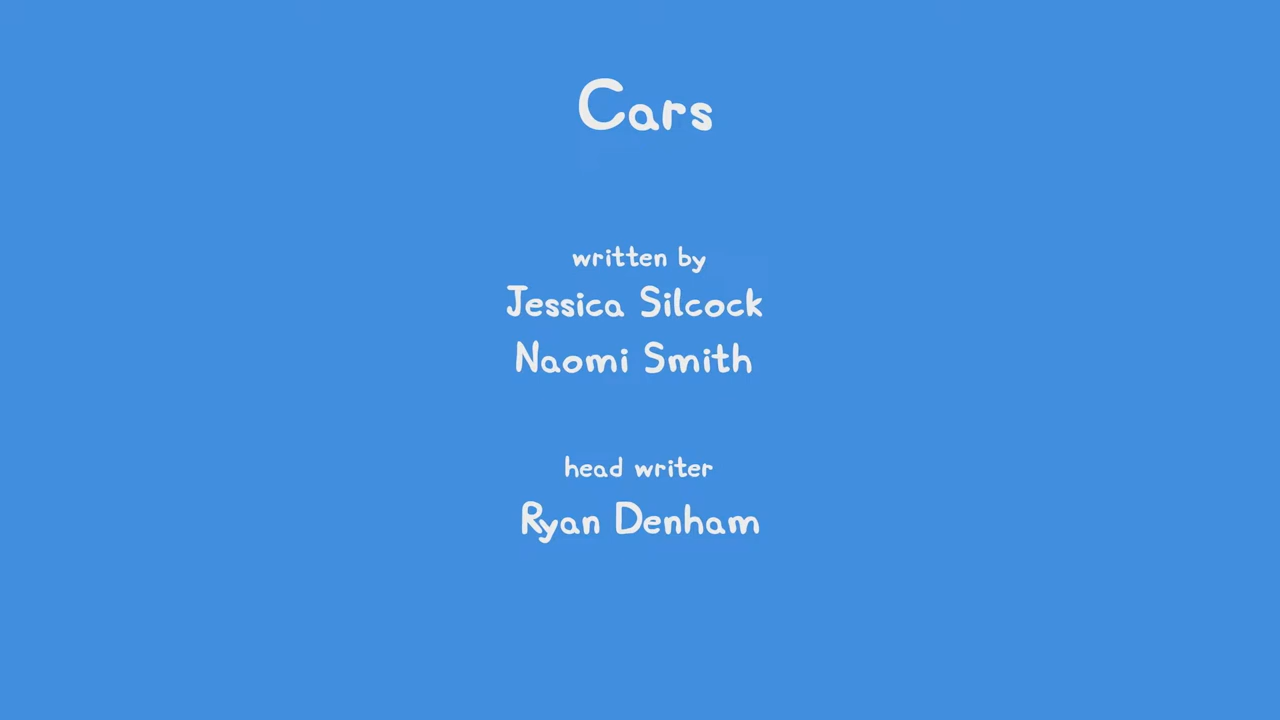 Cars
written by
Jessica Silcock
Naomi Smith
head writer
Ryan Denham